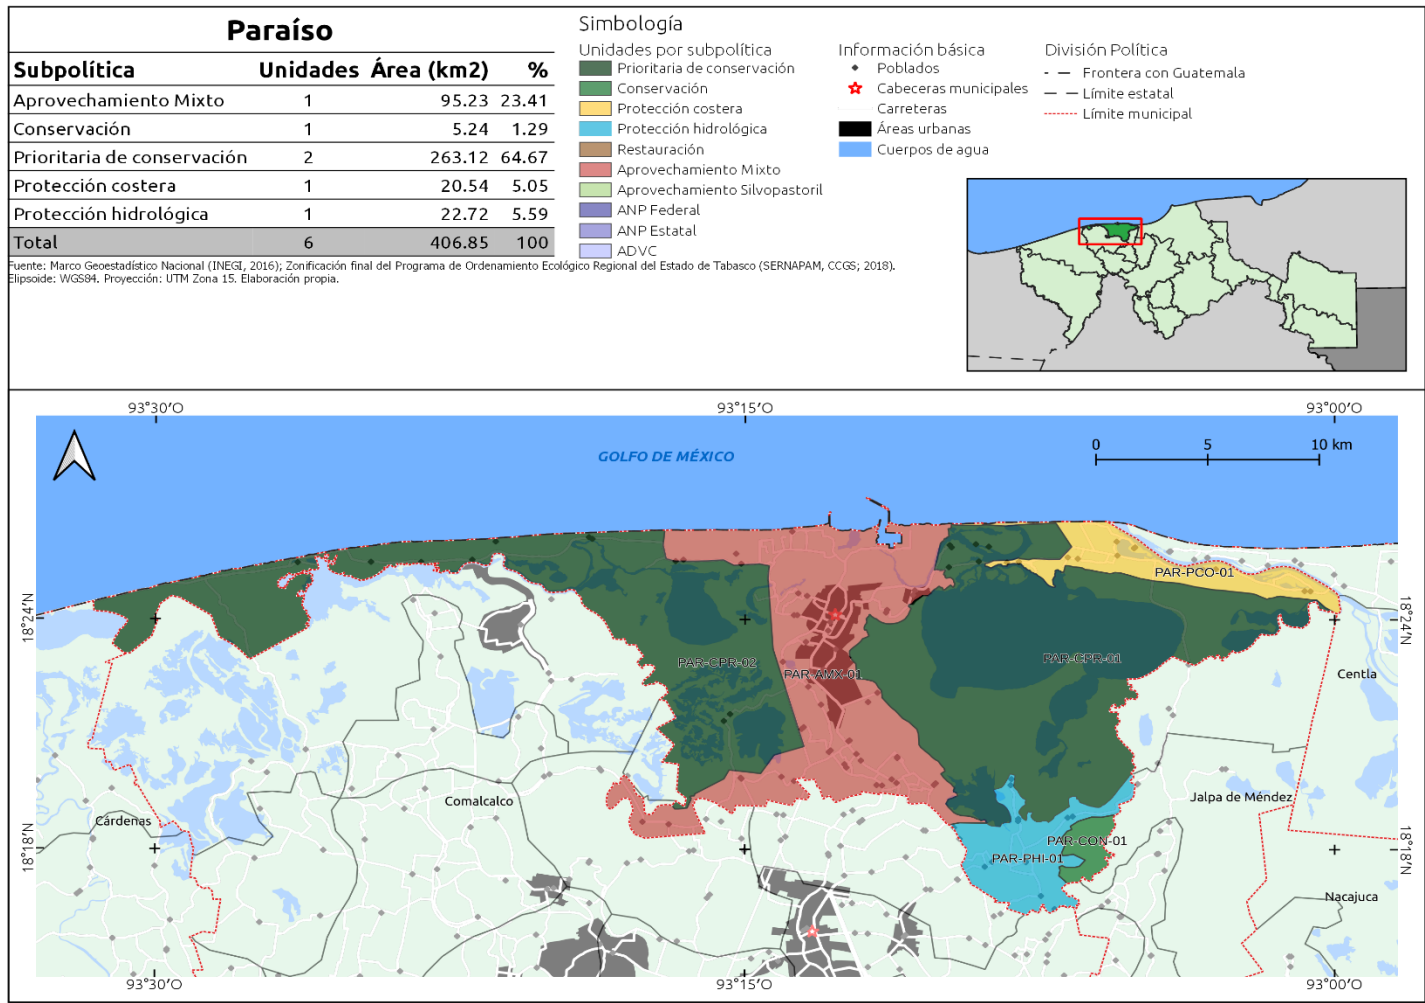 Paraíso
Subpolítica Unidades Área (km2) %
Aprovechamiento Mixto 1 95.23 23.41
Conservación 1 5.24 1.29
Prioritaria de conservación 2 263.12 64.67
Protección costera 1 20.54 5.05
Protección hidrológica 1 22.72 5.59
Total 6 406.85 100
Fuente: Marco Geoestadístico Nacional (INEGI, 2016); Zonificación final del Programa de Ordenamiento Ecológico Regional del Estado de Tabasco (SERNAPAM, CCGS; 2018).
Elipsoide: WGS84. Proyección: UTM Zona 15. Elaboración propia.
Simbología
Unidades por subpolítica
Prioritaria de conservación
Conservación
Protección costera
Protección hidrológica
Restauración
Aprovechamiento Mixto
Aprovechamiento Silvopastoril
ANP Federal
ANP Estatal
ADVC
Información básica
Poblados
Cabeceras municipales
Carreteras
Áreas urbanas
Cuerpos de agua
División Política
Frontera con Guatemala
Límite estatal
Límite municipal
93°30'O 93°15'O 93°00'O
GOLFO DE MÉXICO
0 5 10 km
PAR-PCO-01
18°24'N 18°24'N
PAR-CPR-02
PAR-AMX-01
PAR-CPR-01
Centla
Comalcalco
Jalpa de Méndez
Cárdenas
18°18'N 18°18'N
PAR-CON-01
PAR-PHI-01
Nacajuca
93°30'O 93°15'O 93°00'O